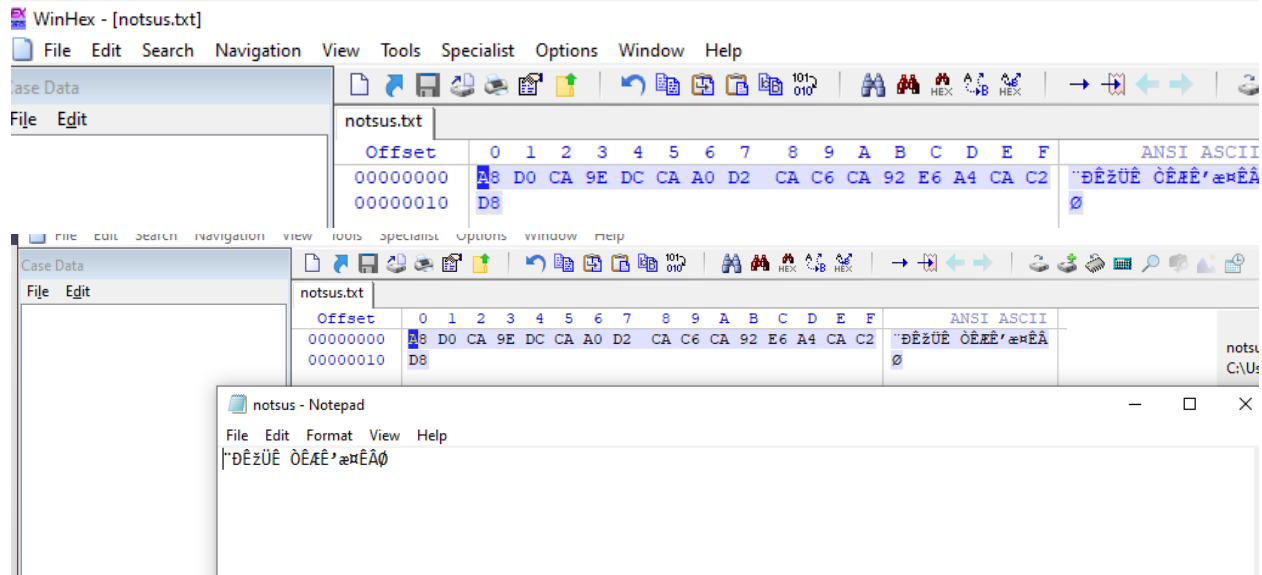 WinHex - [notsus.txt]
File Edit Search Navigation View Tools Specialist Options Window Help
Case Data
File Edit
notsus.txt
Offset 0 1 2 3 4 5 6 7 8 9 A B C D E F ANSI ASCII
00000000 A8 D0 CA 9E DC CA A0 D2 CA C6 CA 92 E6 A4 CA C2 ¨ÐÊžÜÊ ÒÊÆÊ’æ¤ÊÂ
00000010 D8 Ø
File Edit Search Navigation View Tools Specialist Options Window Help
Case Data
File Edit
notsus.txt
Offset 0 1 2 3 4 5 6 7 8 9 A B C D E F ANSI ASCII
00000000 A8 D0 CA 9E DC CA A0 D2 CA C6 CA 92 E6 A4 CA C2 ¨ÐÊžÜÊ ÒÊÆÊ’æ¤ÊÂ
00000010 D8 Ø
notsu
C:\Us
notsus - Notepad
File Edit Format View Help
¨ÐÊžÜÊ ÒÊÆÊ’æ¤ÊÂØ